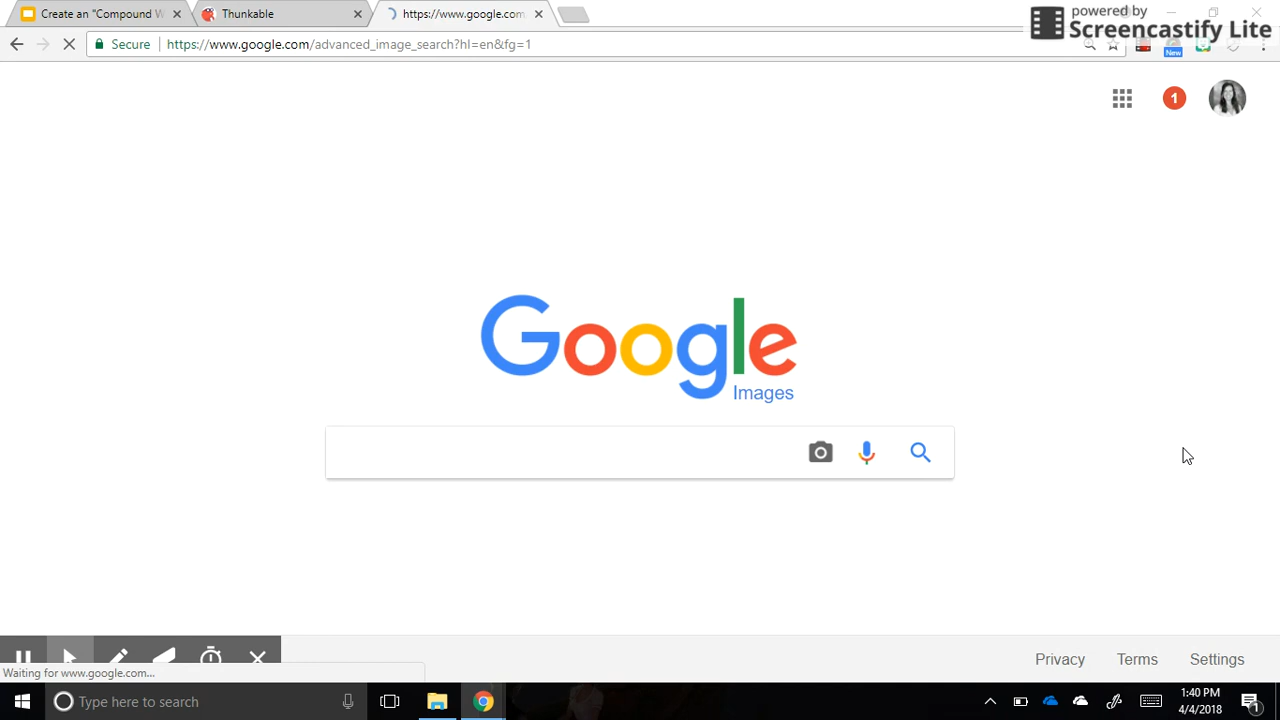 Create an "Compound W
Thunkable
https://www.google.com
powered by
Screencastify Lite
Secure
https://www.google.com/advanced_image_search?hl=en&fg=1
New
1
Google
Images
Privacy
Terms
Settings
Waiting for www.google.com...
Type here to search
1:40 PM
4/4/2018
1